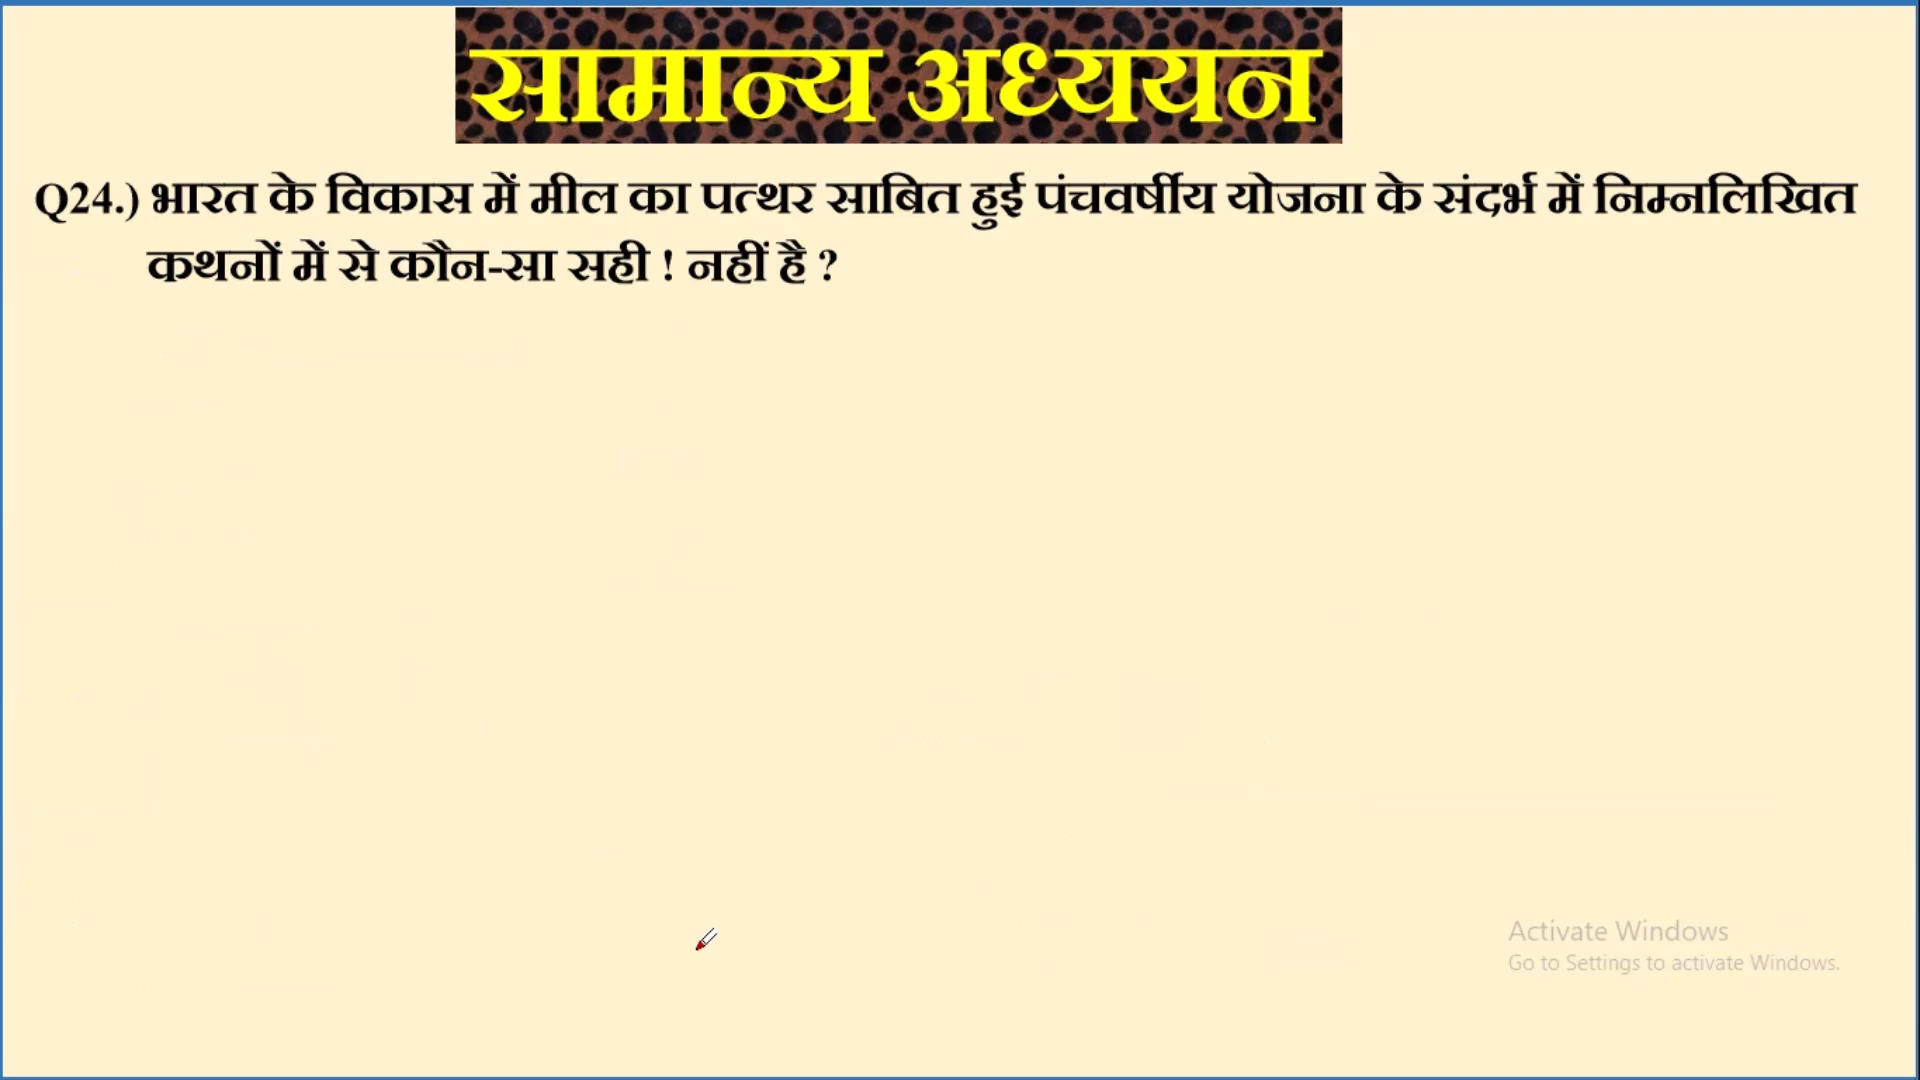 सामान्य अध्ययन
Q24.) भारत के विकास में मील का पत्थर साबित हुई पंचवर्षीय योजना के संदर्भ में निम्नलिखित
कथनों में से कौन-सा सही ! नहीं है ?
Activate Windows
Go to Settings to activate Windows.